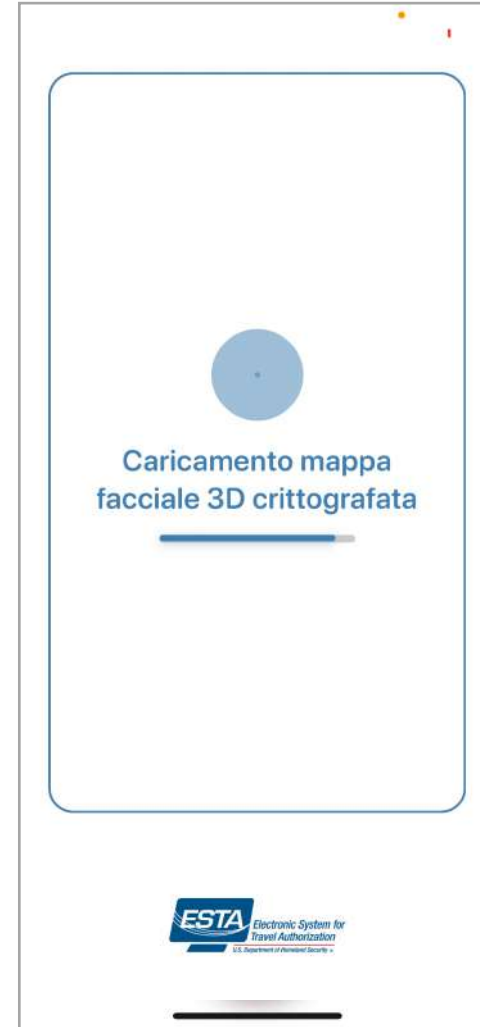 Caricamento mappa
facciale 3D crittografata
ESTA
Electronic System for
Travel Authorization
U.S. Department of Homeland Security